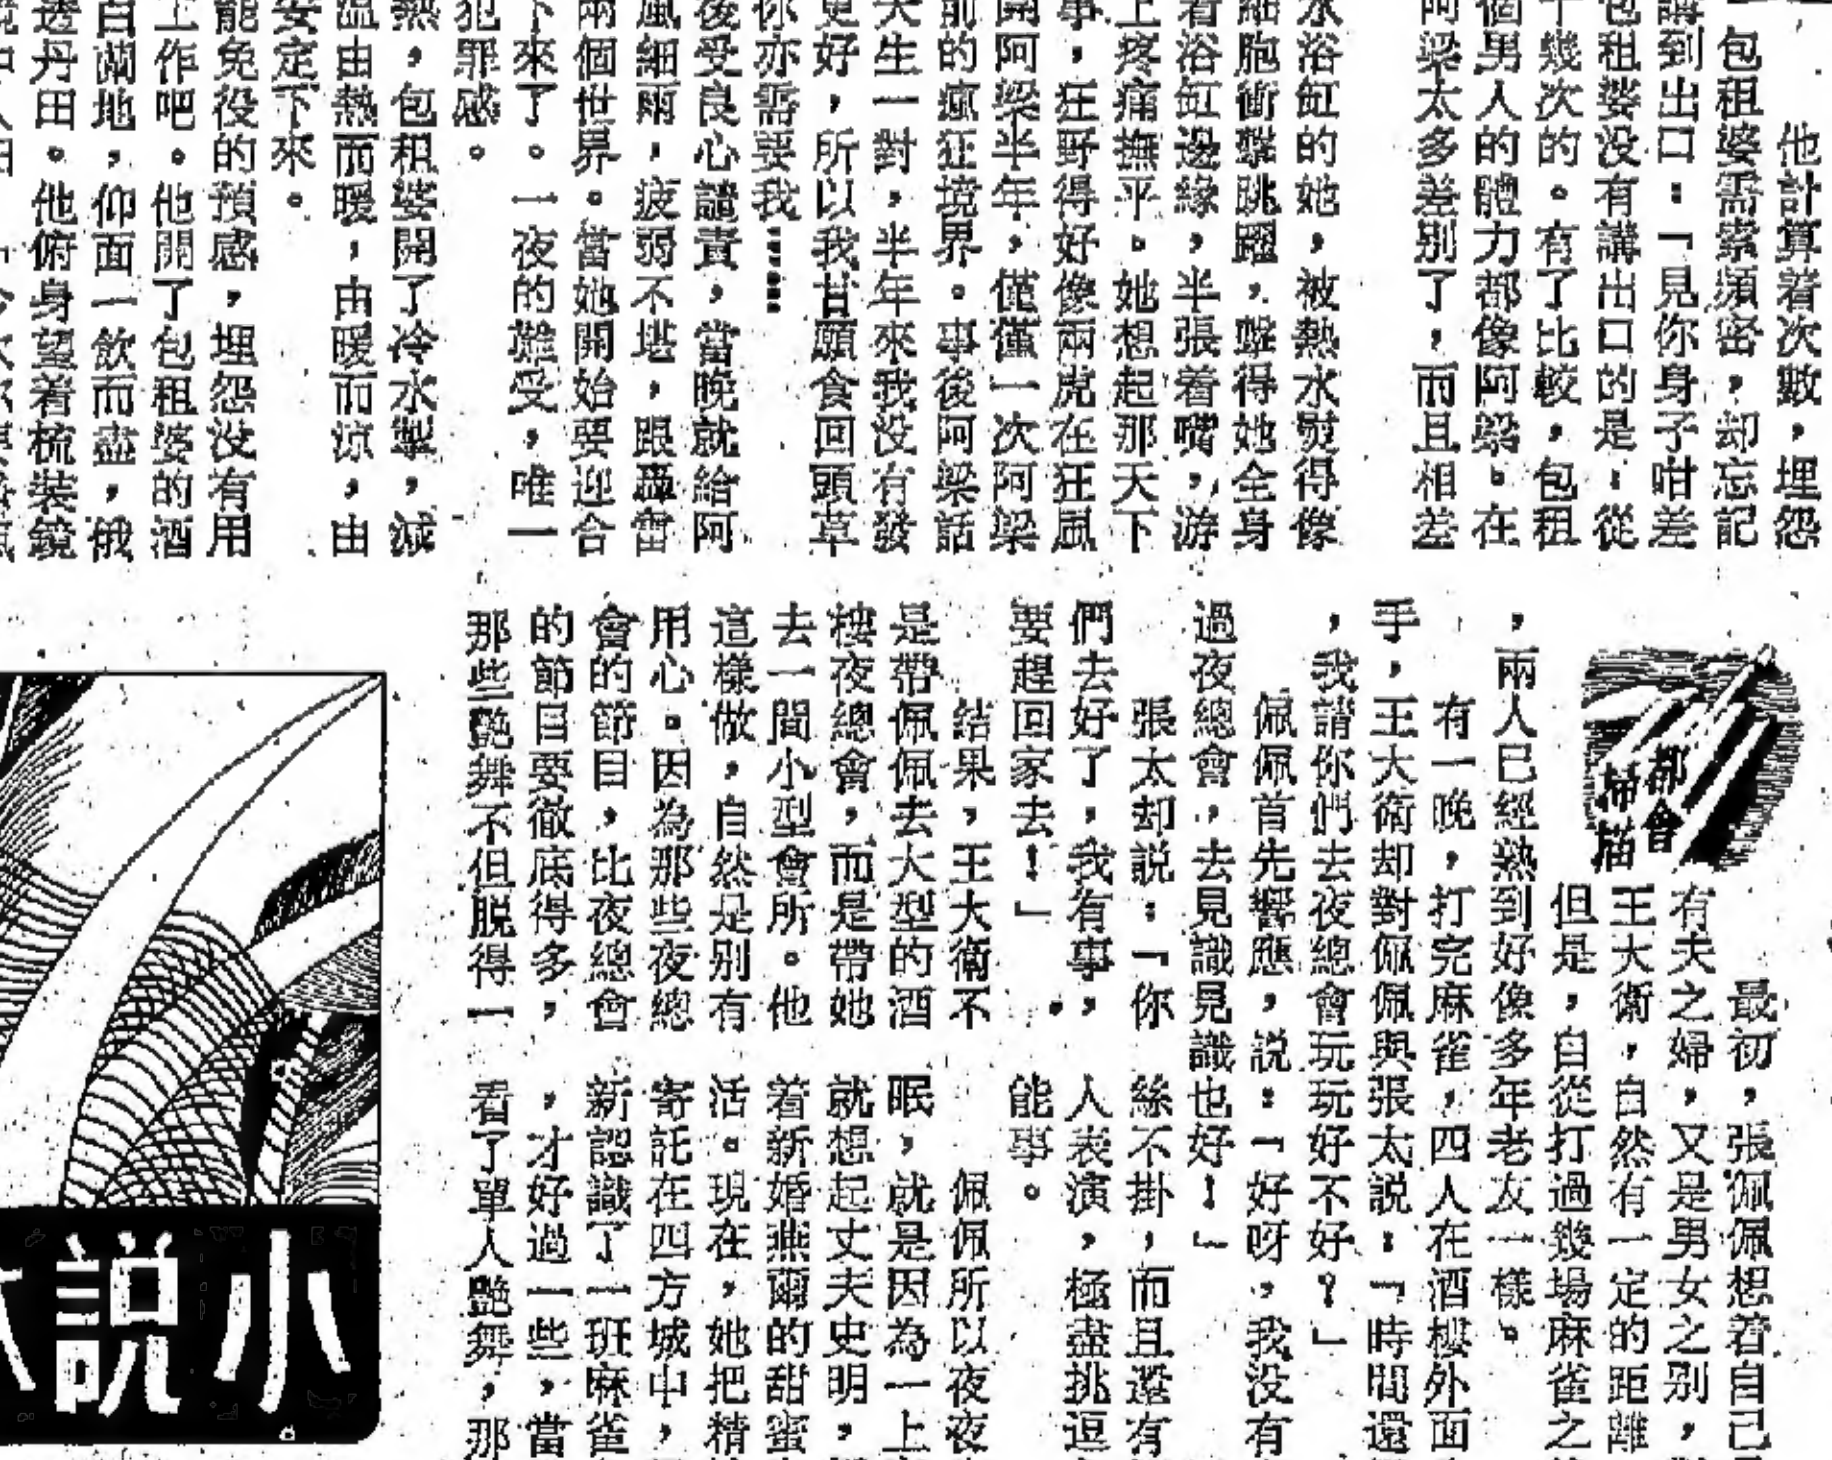 他計算着次數，埋怨
包租婆需索頻密，却忘記
講到出口：「見你身子咁差
包租婆没有講出口的是：從
十幾次的。有了比較，包租
個男人的體力都像阿梁。在
阿梁太多差别了，而且相差
水浴缸的她，被熱水熨得像
細胞衝擊跳躍，擊得她全身
着浴缸邊緣，半張着嘴，游
上疼痛撫平。她想起那天下
事，狂野得好像兩虎在狂風
開阿梁半年，僅僅一次阿梁
前的瘋狂境界。事後阿梁話
天生一對，半年來我没有發
更好，所以我甘願食回頭草
你亦需要我……
後受良心譴責，當晚就給阿
風細雨，疲弱不堪，跟轟雷
兩個世界。當她開始要迎合
下來了。一夜的難受，唯一
犯罪感。
熱，包租婆開了冷水掣，減
温由熱而暖，由暖而涼，由
安定下來。
能免役的預感，埋怨没有用
工作吧。他開了包租婆的酒
白蘭地，仰面一飲而盡，俄
透丹田。他俯身望着梳裝鏡
都會
掃描
最初，張佩佩想着自己
有夫之婦，又是男女之别，
王大衛，自然有一定的距離
但是，自從打過幾場麻雀之
，兩人已經熟到好像多年老友一樣。
有一晚，打完麻雀，四人在酒樓外面
手，王大衛却對佩佩與張太説：「時間還
，我請你們去夜總會玩玩好不好？」
佩佩首先響應，説：「好呀，我没有
過夜總會，去見識見識也好！」
張太却説：「你
們去好了，我有事，
要趕回家去！」
結果，王大衛不
是帶佩佩去大型的酒
樓夜總會，而是帶她
去一間小型會所。他
這樣做，自然是别有
用心。因為那些夜總
會的節目，比夜總會
的節目要徹底得多，
那些艷舞不但脱得一
絲不掛，而且還有
人表演，極盡挑逗
能事。
佩佩所以夜夜
眠，就是因為一上
就想起丈夫史明，
着新婚燕爾的甜蜜
活。現在，她把精
寄託在四方城中，
新認識了一班麻雀
，才好過一些，當
看了單人艷舞，那
小説